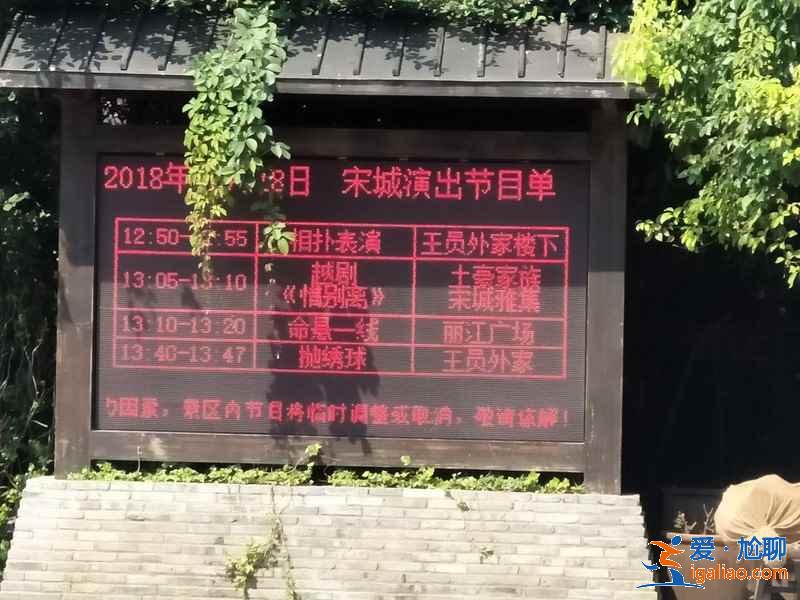 2018年 8日 宋城演出节目单
12:50- :55 相扑表演 王员外家楼下
13:05-13:10 越剧《惜别离》 土豪家族 宋城雅集
13:10-13:20 命悬一线 丽江广场
13:40-13:47 抛绣球 王员外家
因素，景区内节目将临时调整或取消，敬请谅解！
爱·尬聊
igaliao.com